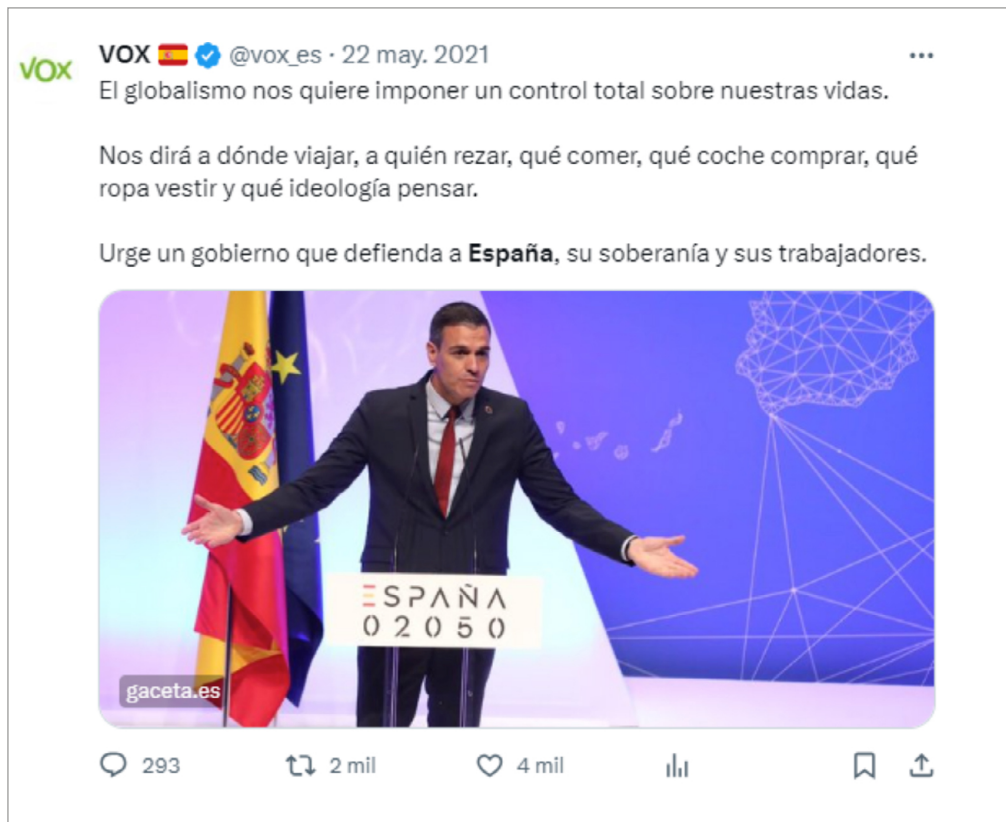 VOX
VOX @vox_es · 22 may. 2021
El globalismo nos quiere imponer un control total sobre nuestras vidas.
Nos dirá a dónde viajar, a quién rezar, qué comer, qué coche comprar, qué
ropa vestir y qué ideología pensar.
Urge un gobierno que defienda a España, su soberanía y sus trabajadores.
ESPAÑA
02050
gaceta.es
293 2 mil 4 mil